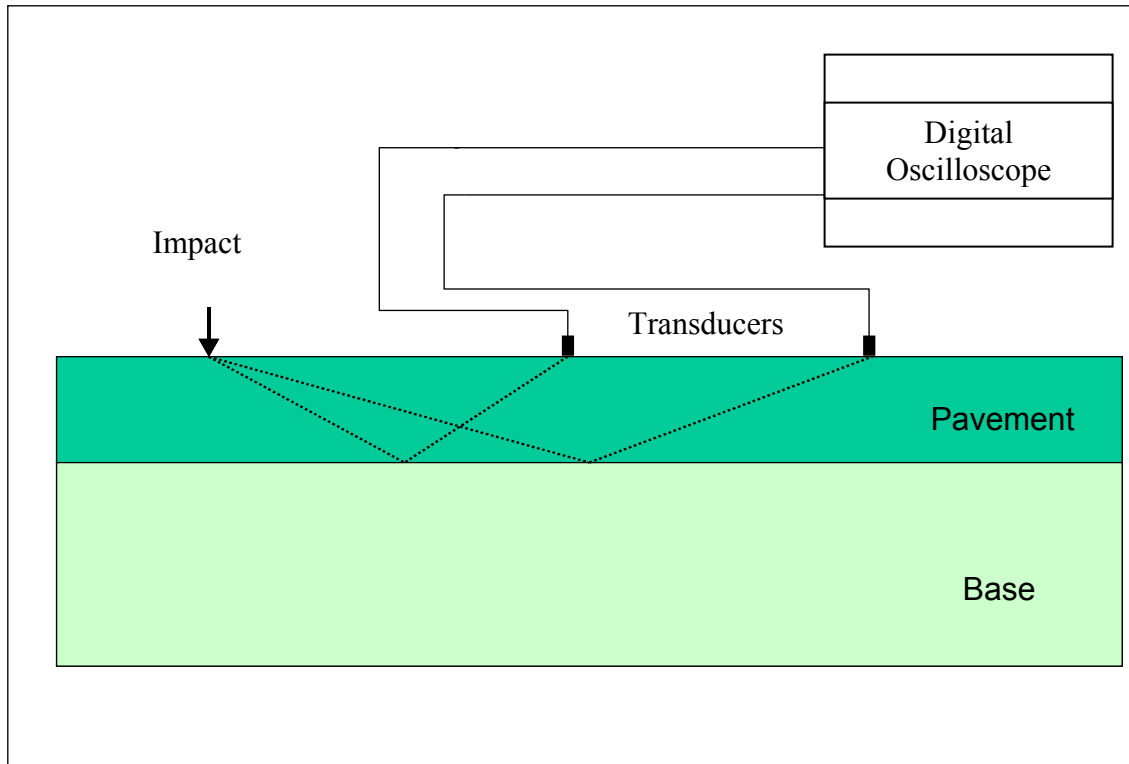 Digital
Oscilloscope
Impact
Transducers
Pavement
Base